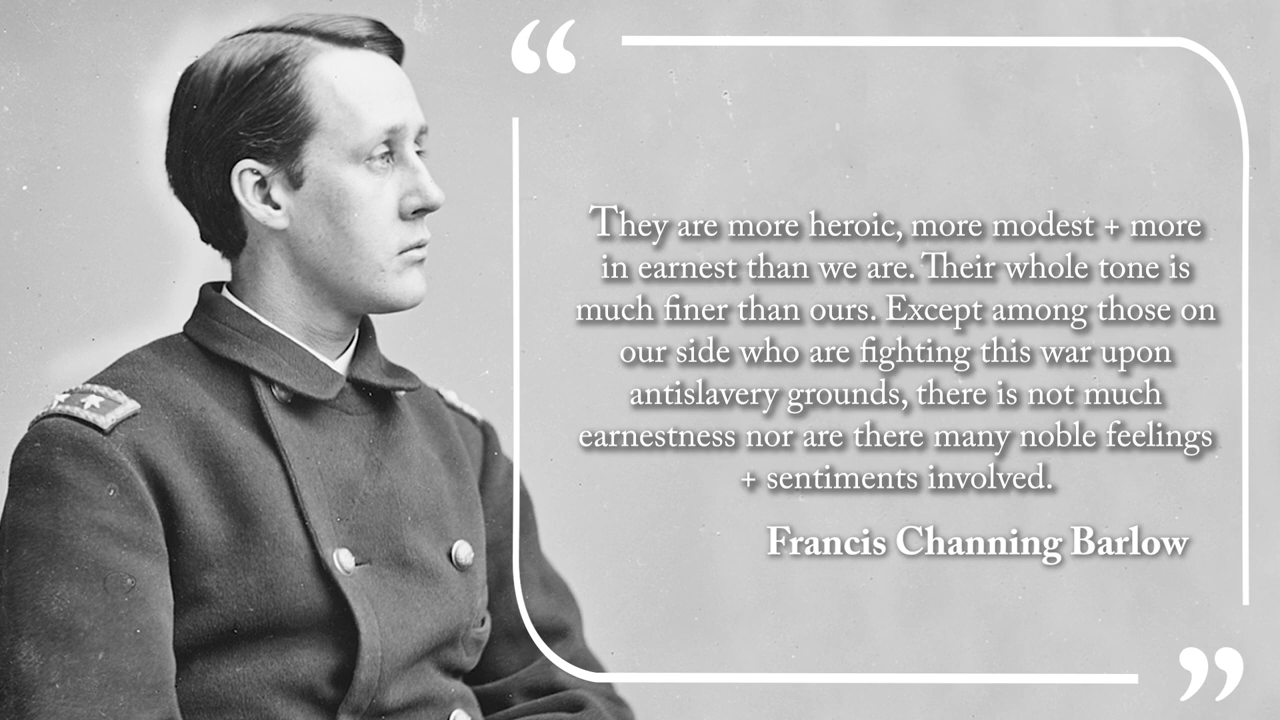 They are more heroic, more modest + more
in earnest than we are. Their whole tone is
much finer than ours. Except among those on
our side who are fighting this war upon
antislavery grounds, there is not much
earnestness nor are there many noble feelings
+ sentiments involved.
Francis Channing Barlow